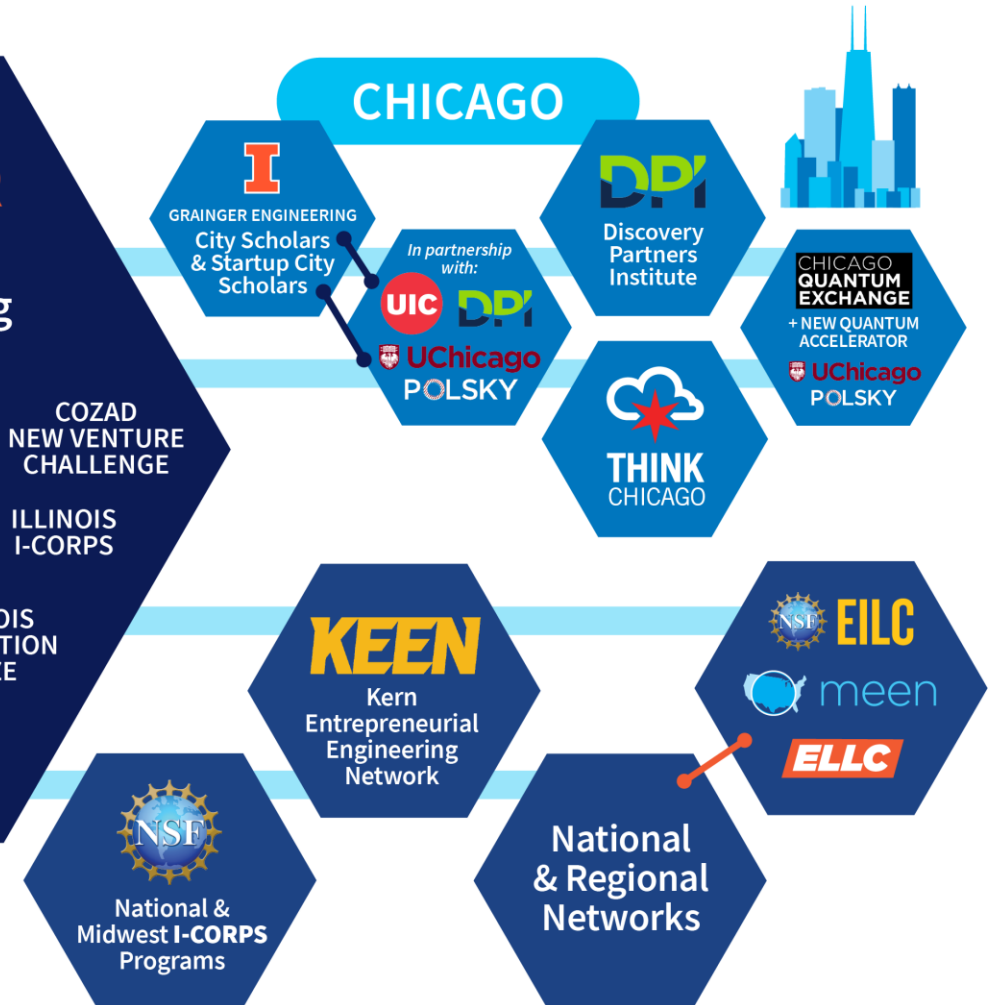 CHICAGO
I
GRAINGER ENGINEERING
City Scholars
& Startup City
Scholars
In partnership
with:
UIC DPI
UChicago
POLSKY
DPI
Discovery
Partners
Institute
CHICAGO
QUANTUM
EXCHANGE
+ NEW QUANTUM
ACCELERATOR
UChicago
POLSKY
THINK
CHICAGO
g
COZAD
NEW VENTURE
CHALLENGE
ILLINOIS
I-CORPS
OIS
TION
E
KEEN
Kern
Entrepreneurial
Engineering
Network
NSF EILC
meen
ELLC
NSF
National &
Midwest I-CORPS
Programs
National
& Regional
Networks